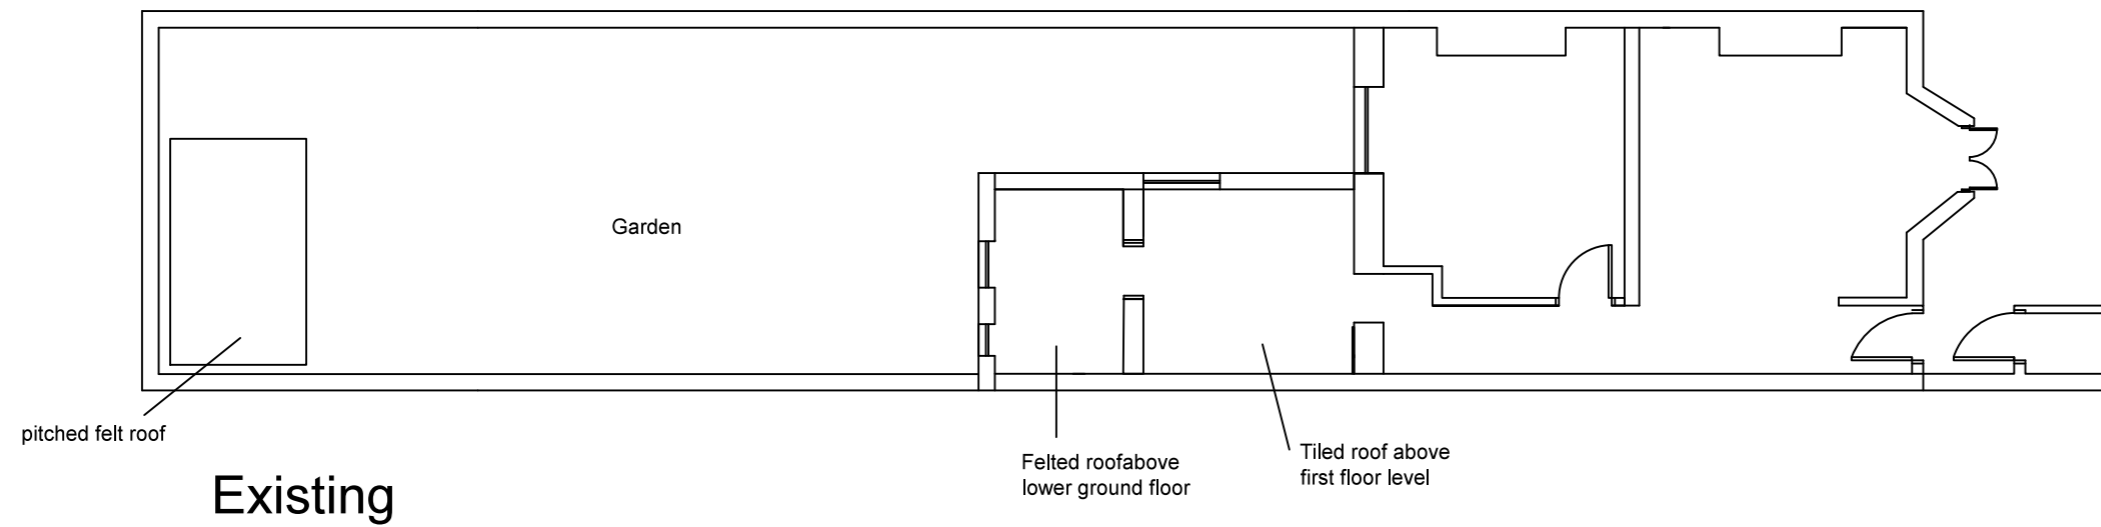 Garden
pitched felt roof
Felted roofabove
lower ground floor
Tiled roof above
first floor level
Existing